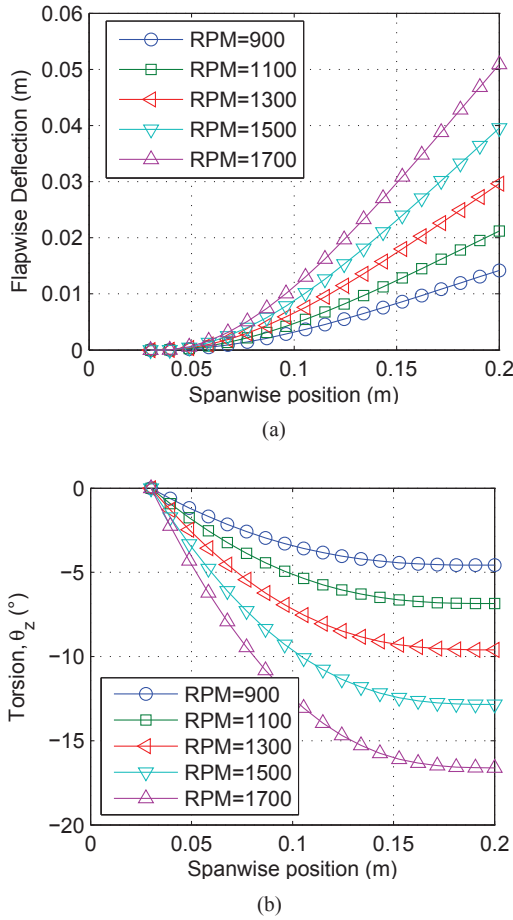 0.06
0.05
0.04
0.03
0.02
0.01
0
Flapwise Deflection (m)
RPM=900
RPM=1100
RPM=1300
RPM=1500
RPM=1700
0 0.05 0.1 0.15 0.2
Spanwise position (m)
(a)
0
−5
−10
−15
−20
Torsion, θ_z (°)
RPM=900
RPM=1100
RPM=1300
RPM=1500
RPM=1700
0 0.05 0.1 0.15 0.2
Spanwise position (m)
(b)